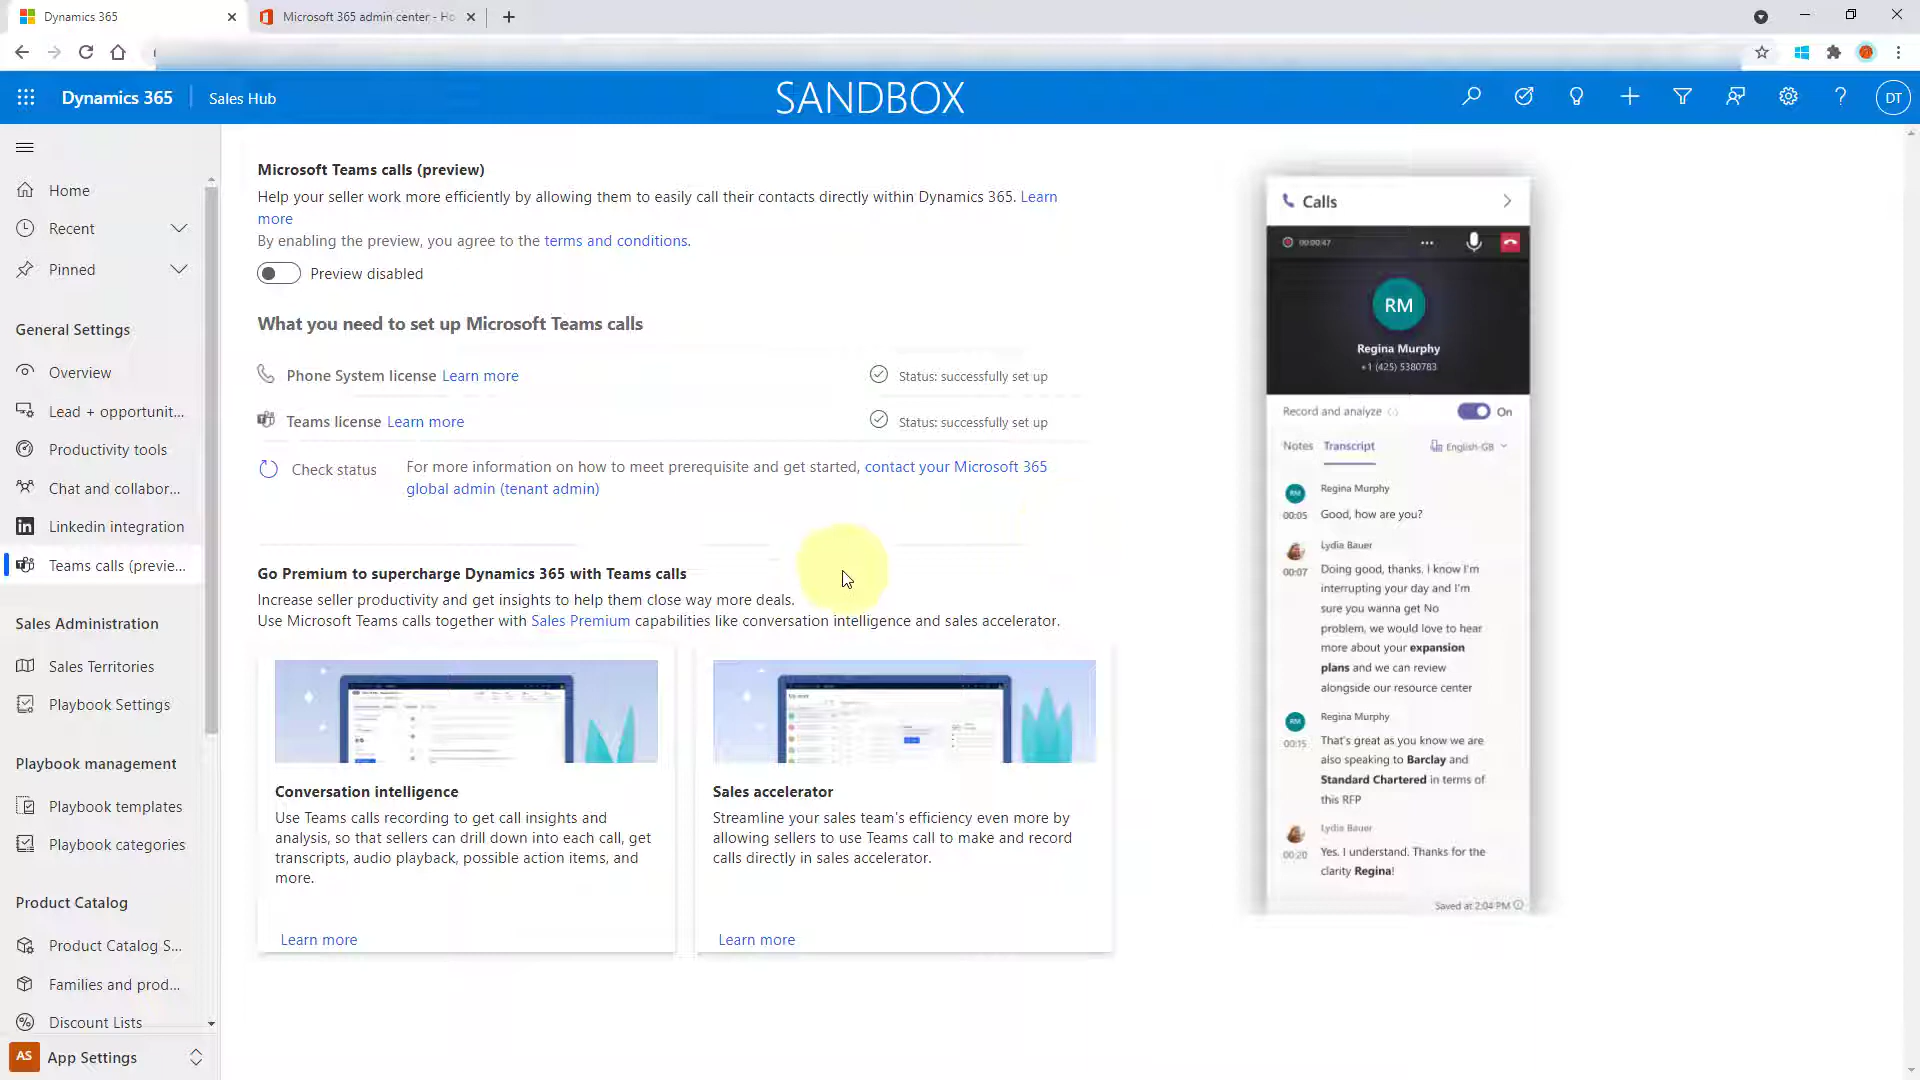 Dynamics 365
Microsoft 365 admin center - Ho
Dynamics 365
Sales Hub
SANDBOX
DT
Home
Recent
Pinned
General Settings
Overview
Lead + opportunit...
Productivity tools
Chat and collabor...
Linkedin integration
Teams calls (previe...
Sales Administration
Sales Territories
Playbook Settings
Playbook management
Playbook templates
Playbook categories
Product Catalog
Product Catalog S...
Families and prod...
Discount Lists
AS
App Settings
Microsoft Teams calls (preview)
Help your seller work more efficiently by allowing them to easily call their contacts directly within Dynamics 365. Learn
more
By enabling the preview, you agree to the terms and conditions.
Preview disabled
What you need to set up Microsoft Teams calls
Phone System license Learn more
Status: successfully set up
Teams license Learn more
Status: successfully set up
Check status
For more information on how to meet prerequisite and get started, contact your Microsoft 365
global admin (tenant admin)
Go Premium to supercharge Dynamics 365 with Teams calls
Increase seller productivity and get insights to help them close way more deals.
Use Microsoft Teams calls together with Sales Premium capabilities like conversation intelligence and sales accelerator.
Conversation intelligence
Use Teams calls recording to get call insights and
analysis, so that sellers can drill down into each call, get
transcripts, audio playback, possible action items, and
more.
Learn more
Sales accelerator
Streamline your sales team's efficiency even more by
allowing sellers to use Teams call to make and record
calls directly in sales accelerator.
Learn more
Calls
00:00:47
RM
Regina Murphy
+1 (425) 5380783
Record and analyze
On
Notes
Transcript
English-GB
RM
Regina Murphy
00:05
Good, how are you?
Lydia Bauer
00:07
Doing good, thanks. I know I'm
interrupting your day and I'm
sure you wanna get No
problem, we would love to hear
more about your expansion
plans and we can review
alongside our resource center
RM
Regina Murphy
00:15
That's great as you know we are
also speaking to Barclay and
Standard Chartered in terms of
this RFP
Lydia Bauer
00:20
Yes. I understand. Thanks for the
clarity Regina!
Saved at 2:04 PM